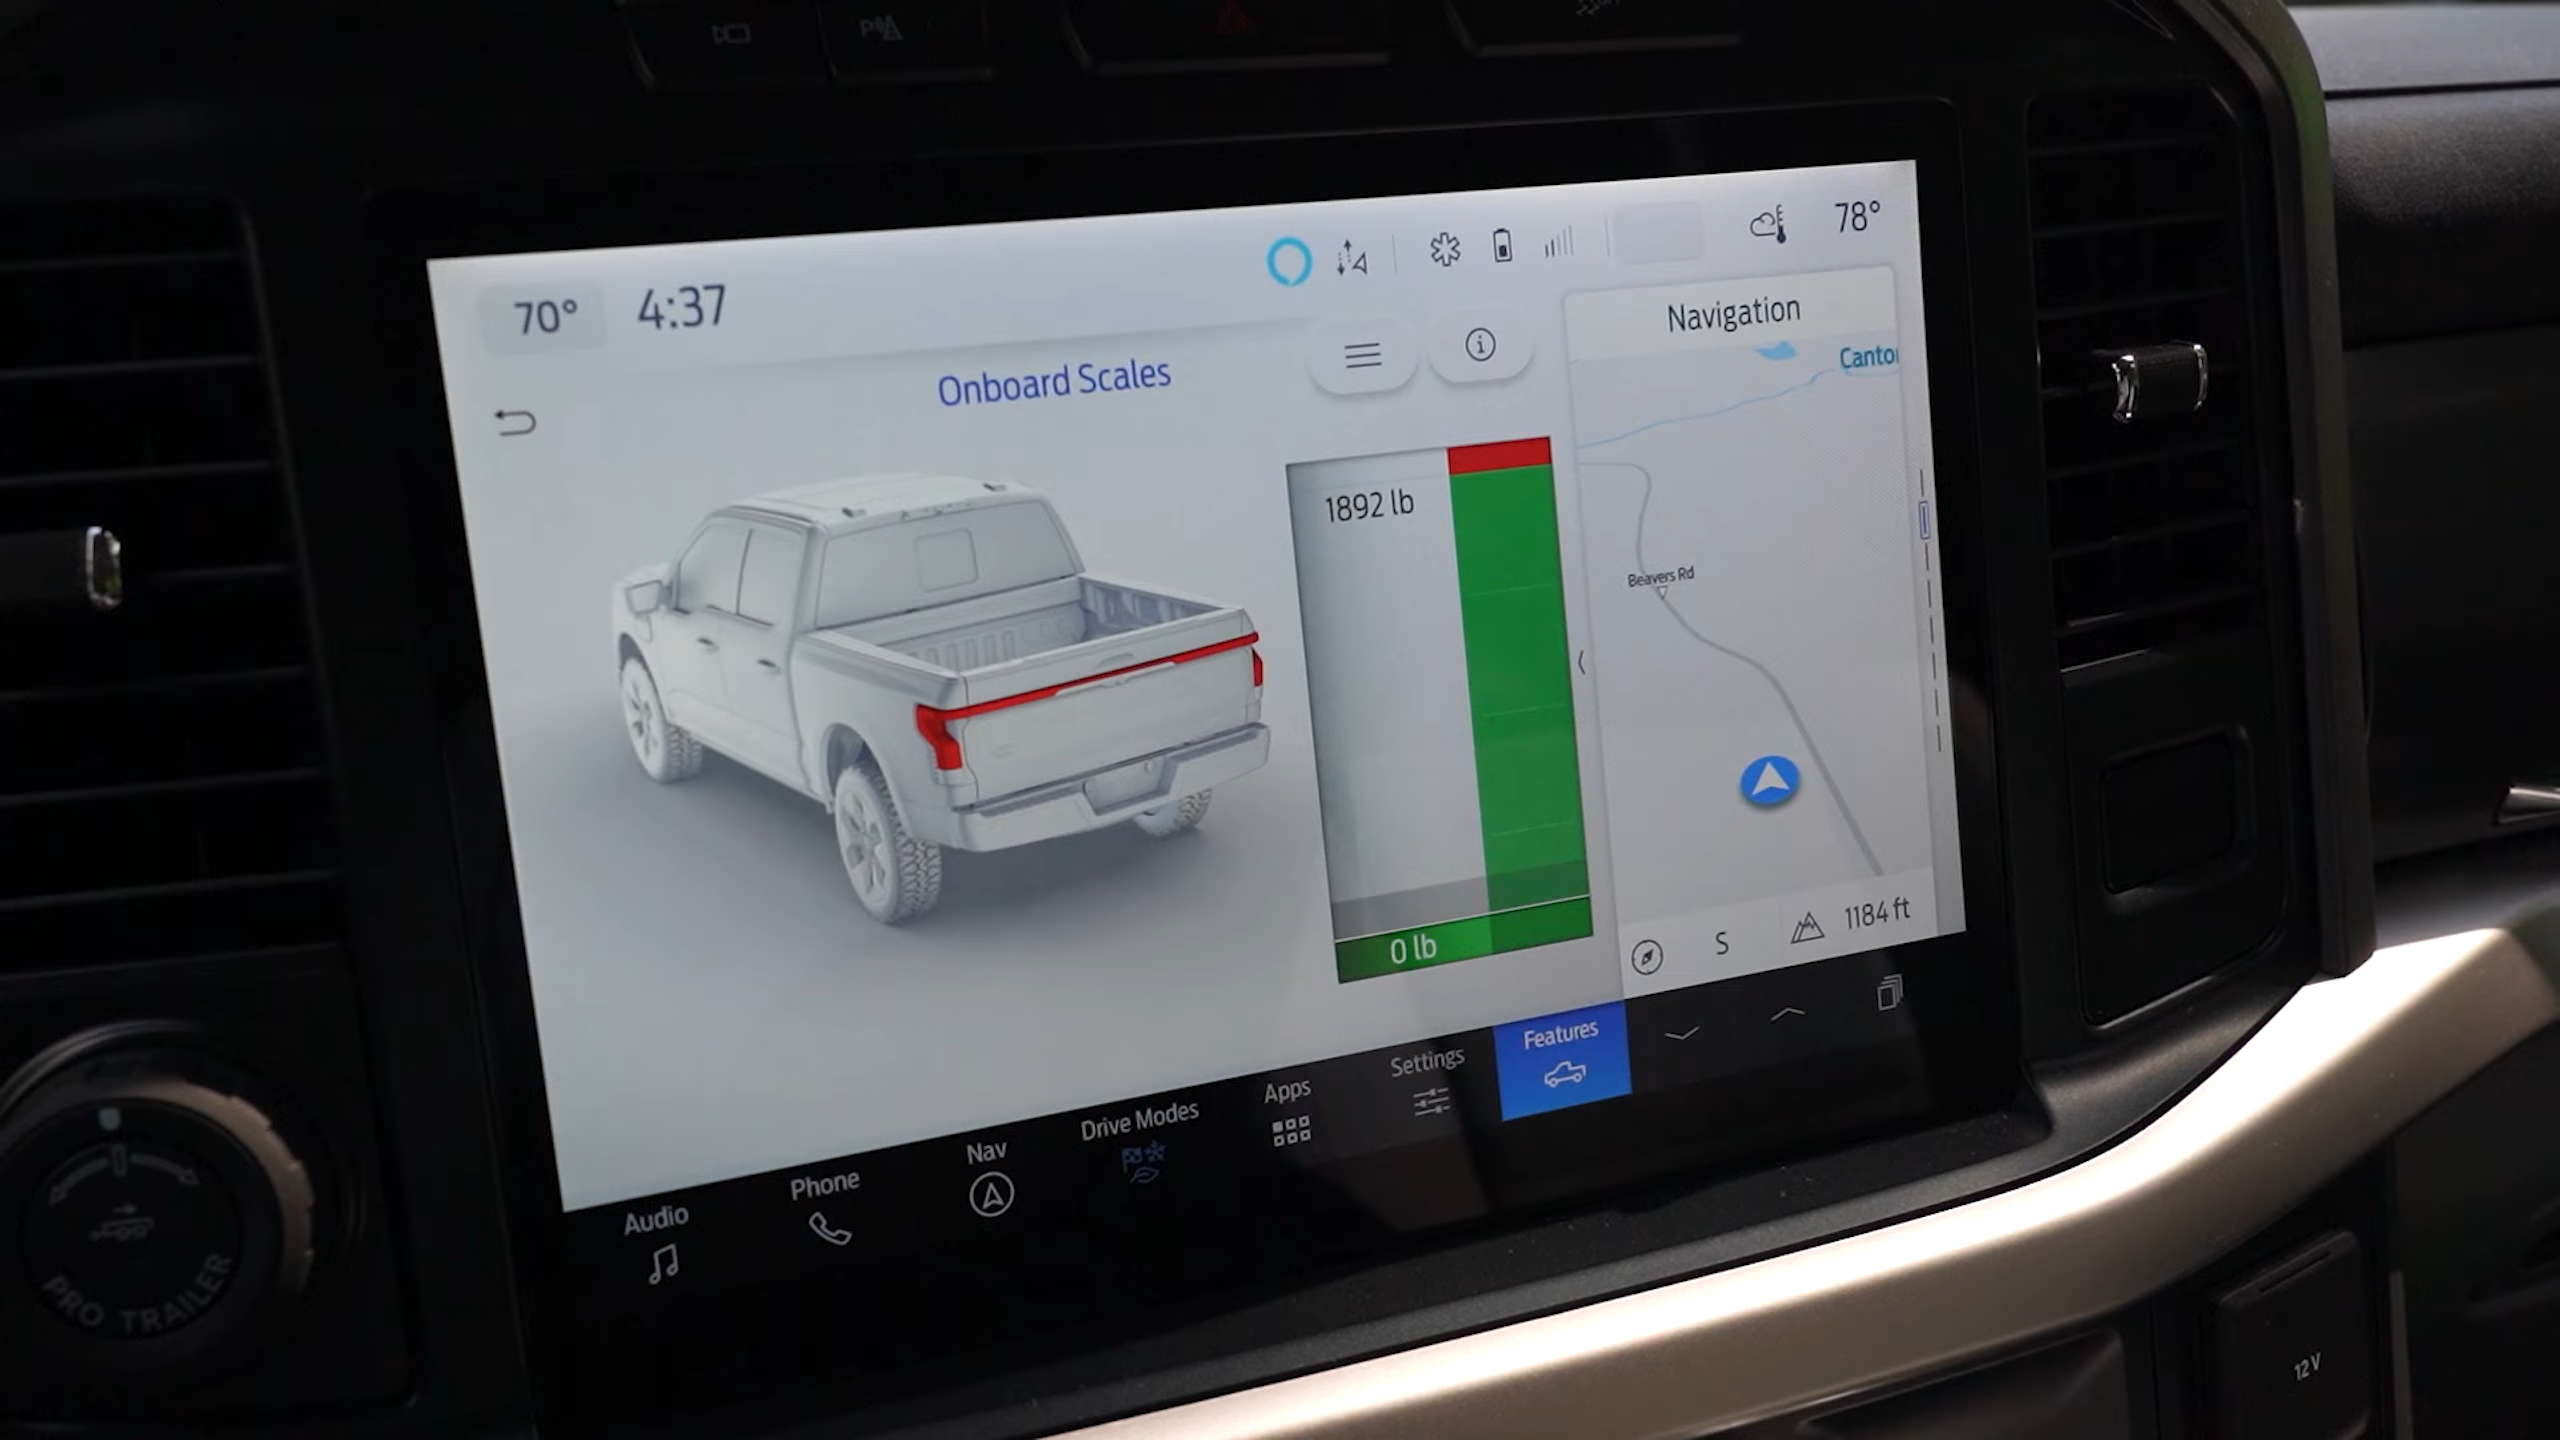 70° 4:37
78°
Onboard Scales
Navigation
Canto
1892 lb
Beavers Rd
0 lb
S
1184 ft
Audio
Phone
Nav
Drive Modes
Apps
Settings
Features
PRO TRAILER
12V